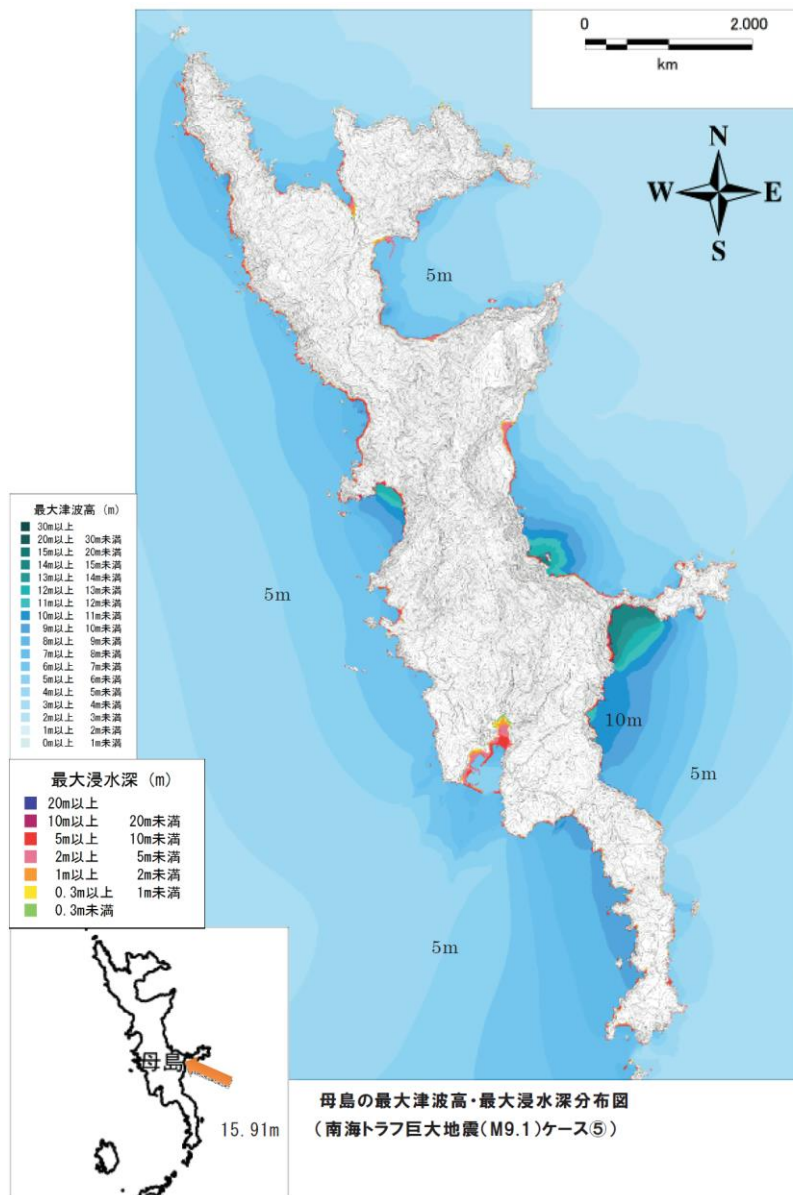 0 2.000
km
N
W E
S
5m
最大津波高 (m)
30m以上
20m以上 30m未満
15m以上 20m未満
14m以上 15m未満
13m以上 14m未満
12m以上 13m未満
11m以上 12m未満
10m以上 11m未満
9m以上 10m未満
8m以上 9m未満
7m以上 8m未満
6m以上 7m未満
5m以上 6m未満
4m以上 5m未満
3m以上 4m未満
2m以上 3m未満
1m以上 2m未満
0m以上 1m未満
5m
10m
5m
最大浸水深 (m)
20m以上
10m以上 20m未満
5m以上 10m未満
2m以上 5m未満
1m以上 2m未満
0.3m以上 1m未満
0.3m未満
5m
母島
15.91m
母島の最大津波高・最大浸水深分布図
(南海トラフ巨大地震(M9.1)ケース⑤)